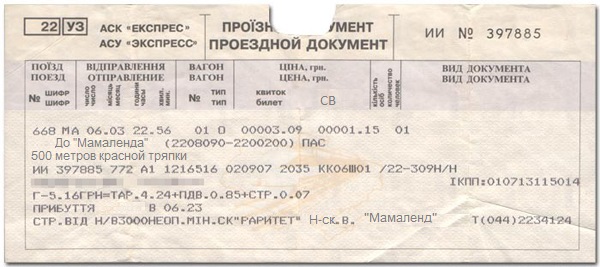 22 УЗ АСК «ЕКСПРЕС» ПРОЇЗНИЙ ДОКУМЕНТ
АСУ «ЭКСПРЕСС» ПРОЕЗДНОЙ ДОКУМЕНТ ИИ № 397885
ПОЇЗД ВІДПРАВЛЕННЯ ВАГОН ЦІНА, грн. ВИД ДОКУМЕНТА
ПОЕЗД ОТПРАВЛЕНИЕ ВАГОН ЦЕНА, грн. ВИД ДОКУМЕНТА
№ ШИФР ШИФР число число місяць месяц години часы хвил. мин. № тип тип квиток билет СВ кількість осіб количество человек
668 МА 06.03 22.56 01 О 00003.09 00001.15 01
До "Мамаленда" (2208090-2200200) ПАС
500 метров красной тряпки
ИИ 397885 772 А1 1216516 020907 2035 КК06Ш01 /22-309Н/Н
ІКПП:010713115014
Г-5.16ГРН=ТАР.4.24+ПДВ.0.85+СТР.0.07
ПРИБУТТЯ В 06.23
СТР.ВІД Н/В3000НЕОП.МІН.СК"РАРИТЕТ" Н-ск.в. "Мамаленд" Т(044)2234124